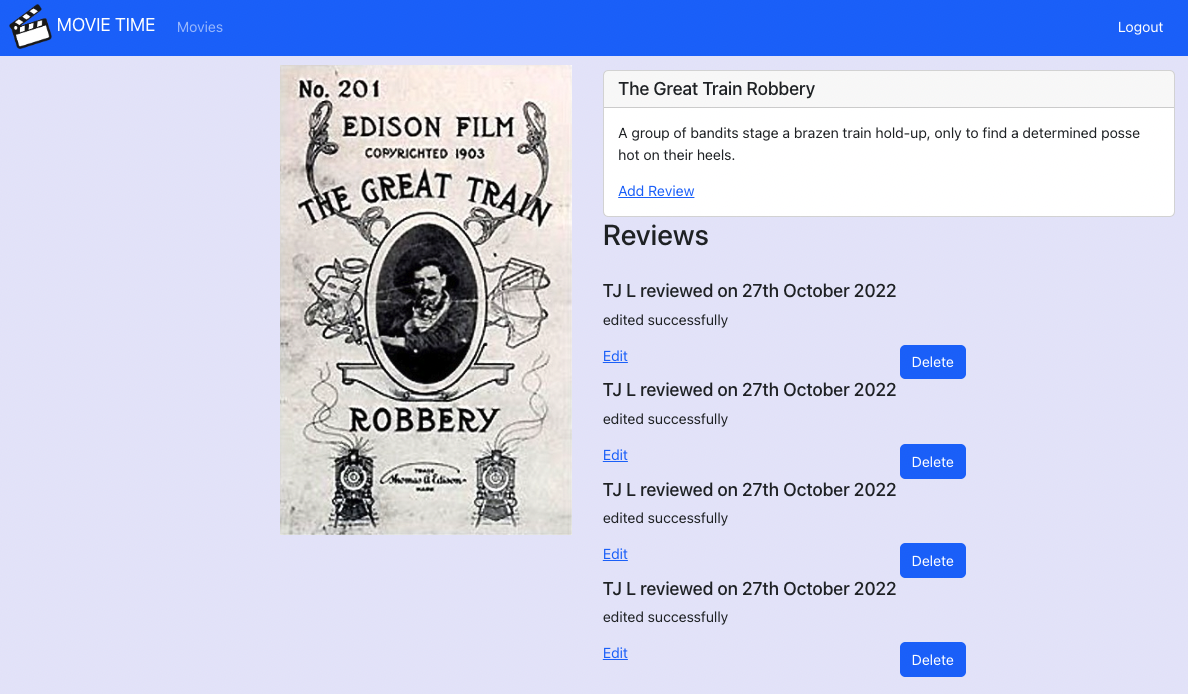 MOVIE TIME
Movies
Logout
No. 201
EDISON FILM
COPYRIGHTED 1903
THE GREAT TRAIN
ROBBERY
TRADE
Thomas A Edison
MARK
The Great Train Robbery
A group of bandits stage a brazen train hold-up, only to find a determined posse
hot on their heels.
Add Review
Reviews
TJ L reviewed on 27th October 2022
edited successfully
Edit
Delete
TJ L reviewed on 27th October 2022
edited successfully
Edit
Delete
TJ L reviewed on 27th October 2022
edited successfully
Edit
Delete
TJ L reviewed on 27th October 2022
edited successfully
Edit
Delete